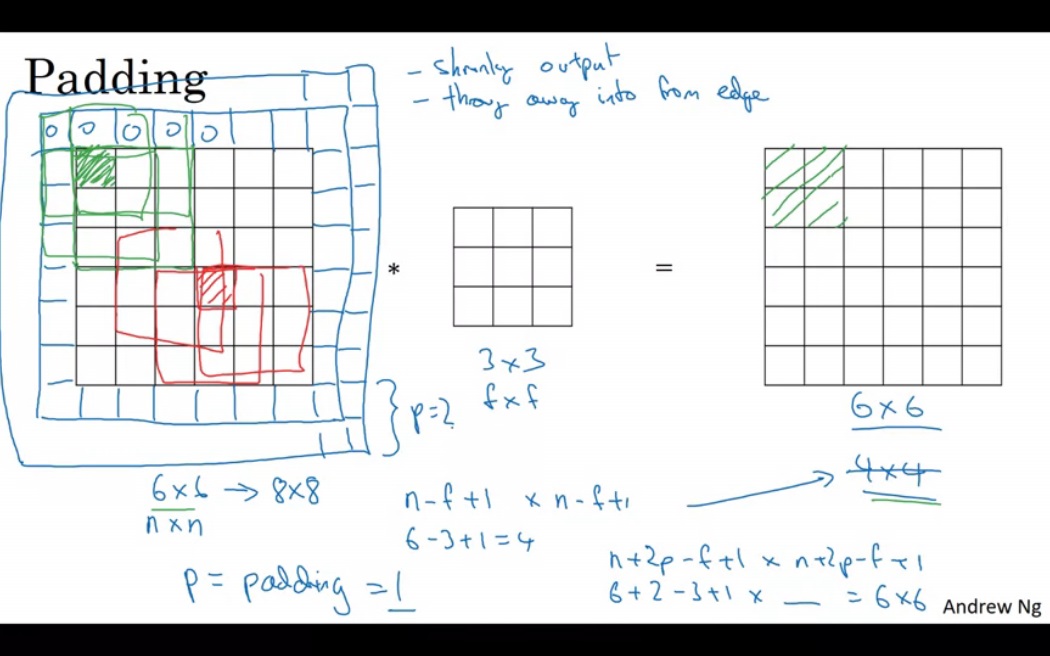 Padding
- shrinky output
- throw away info from edge
0 0 0 0 0
*
=
3 × 3
f × f
p=2
6 × 6
4×4
6 × 6 → 8×8
n × n
n-f+1 × n-f+1
6-3+1=4
p = padding = 1
n+2p-f+1 × n+2p-f+1
6+2-3+1 × __ = 6×6
Andrew Ng